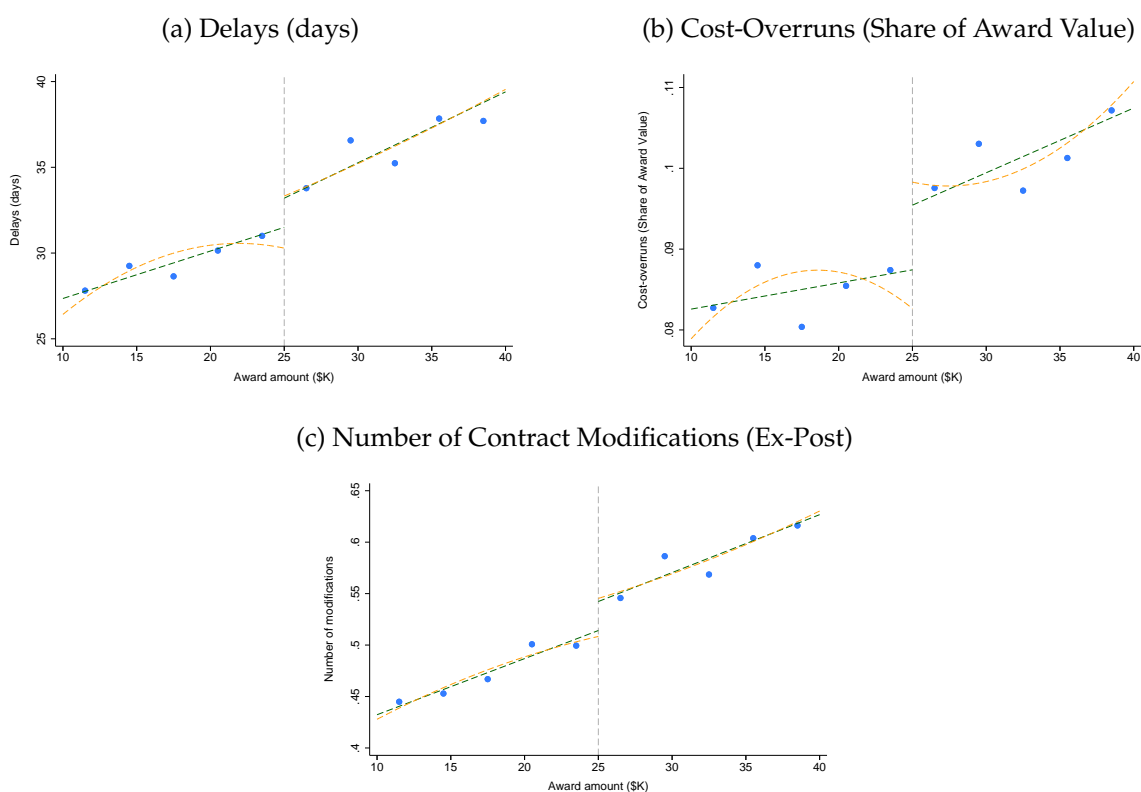 (a) Delays (days)
(b) Cost-Overruns (Share of Award Value)
Delays (days)
40
35
30
25
10 15 20 25 30 35 40
Award amount ($K)
Cost-overruns (Share of Award Value)
.11
.1
.09
.08
10 15 20 25 30 35 40
Award amount ($K)
(c) Number of Contract Modifications (Ex-Post)
Number of modifications
.65
.6
.55
.5
.45
.4
10 15 20 25 30 35 40
Award amount ($K)